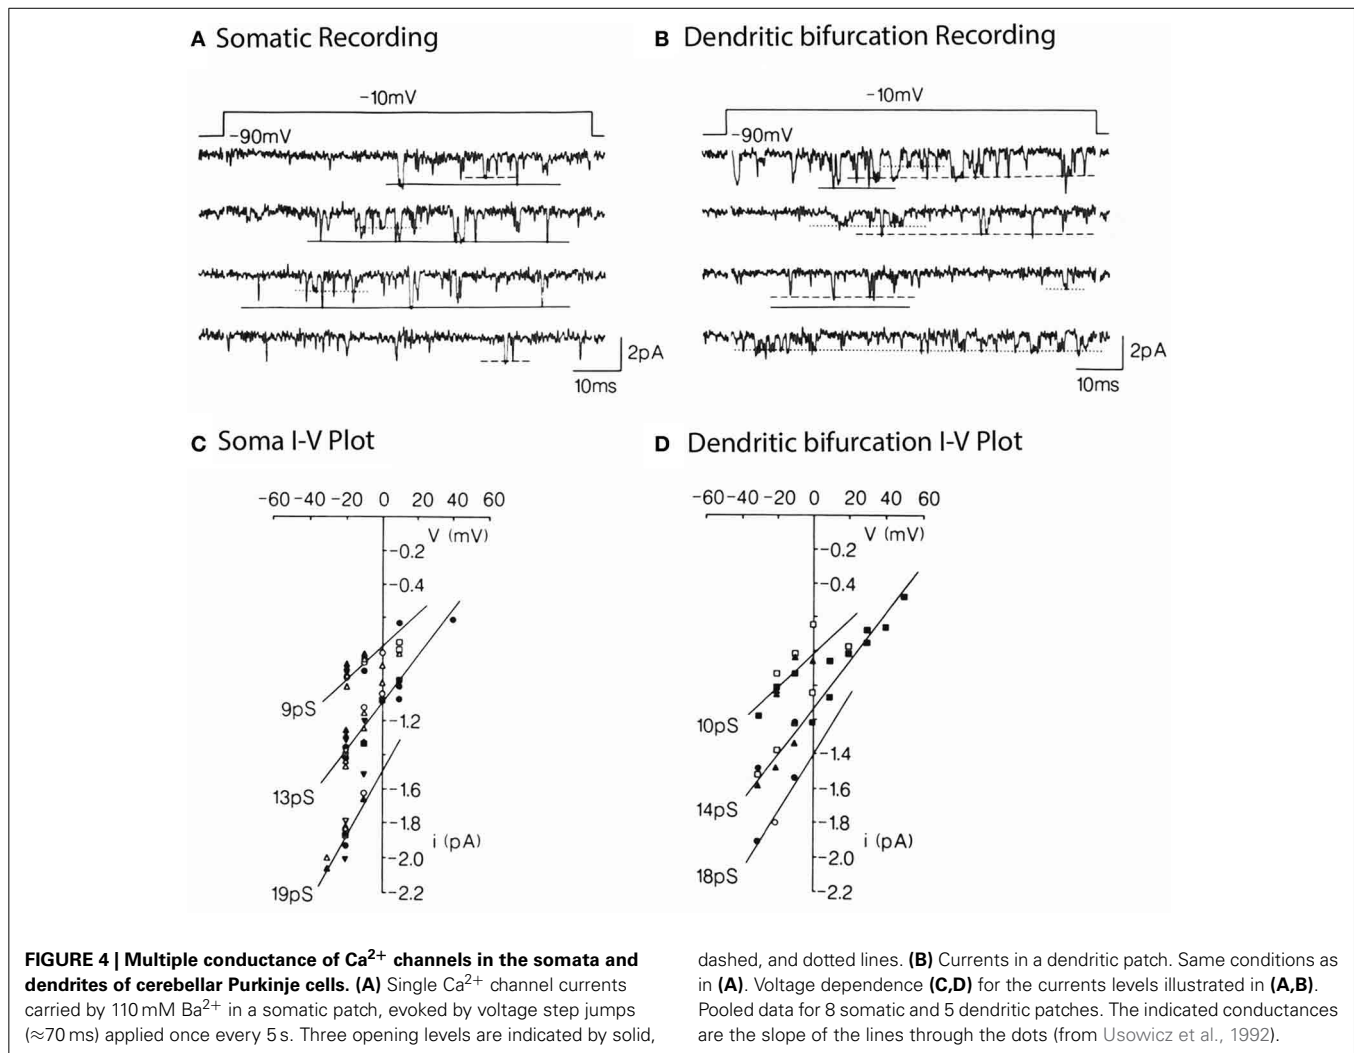 A Somatic Recording
B Dendritic bifurcation Recording
-10mV
-90mV
2pA
10ms
-10mV
-90mV
2pA
10ms
C Soma I-V Plot
D Dendritic bifurcation I-V Plot
-60 -40 -20 0 20 40 60
V (mV)
-0.2
-0.4
-1.2
-1.6
-1.8
-2.0
-2.2
i (pA)
9pS
13pS
19pS
-60 -40 -20 0 20 40 60
V (mV)
-0.2
-0.4
-1.4
-1.6
-1.8
-2.0
-2.2
i (pA)
10pS
14pS
18pS
FIGURE 4 | Multiple conductance of Ca2+ channels in the somata and
dendrites of cerebellar Purkinje cells. (A) Single Ca2+ channel currents
carried by 110 mM Ba2+ in a somatic patch, evoked by voltage step jumps
(≈70 ms) applied once every 5 s. Three opening levels are indicated by solid,
dashed, and dotted lines. (B) Currents in a dendritic patch. Same conditions as
in (A). Voltage dependence (C,D) for the currents levels illustrated in (A,B).
Pooled data for 8 somatic and 5 dendritic patches. The indicated conductances
are the slope of the lines through the dots (from Usowicz et al., 1992).